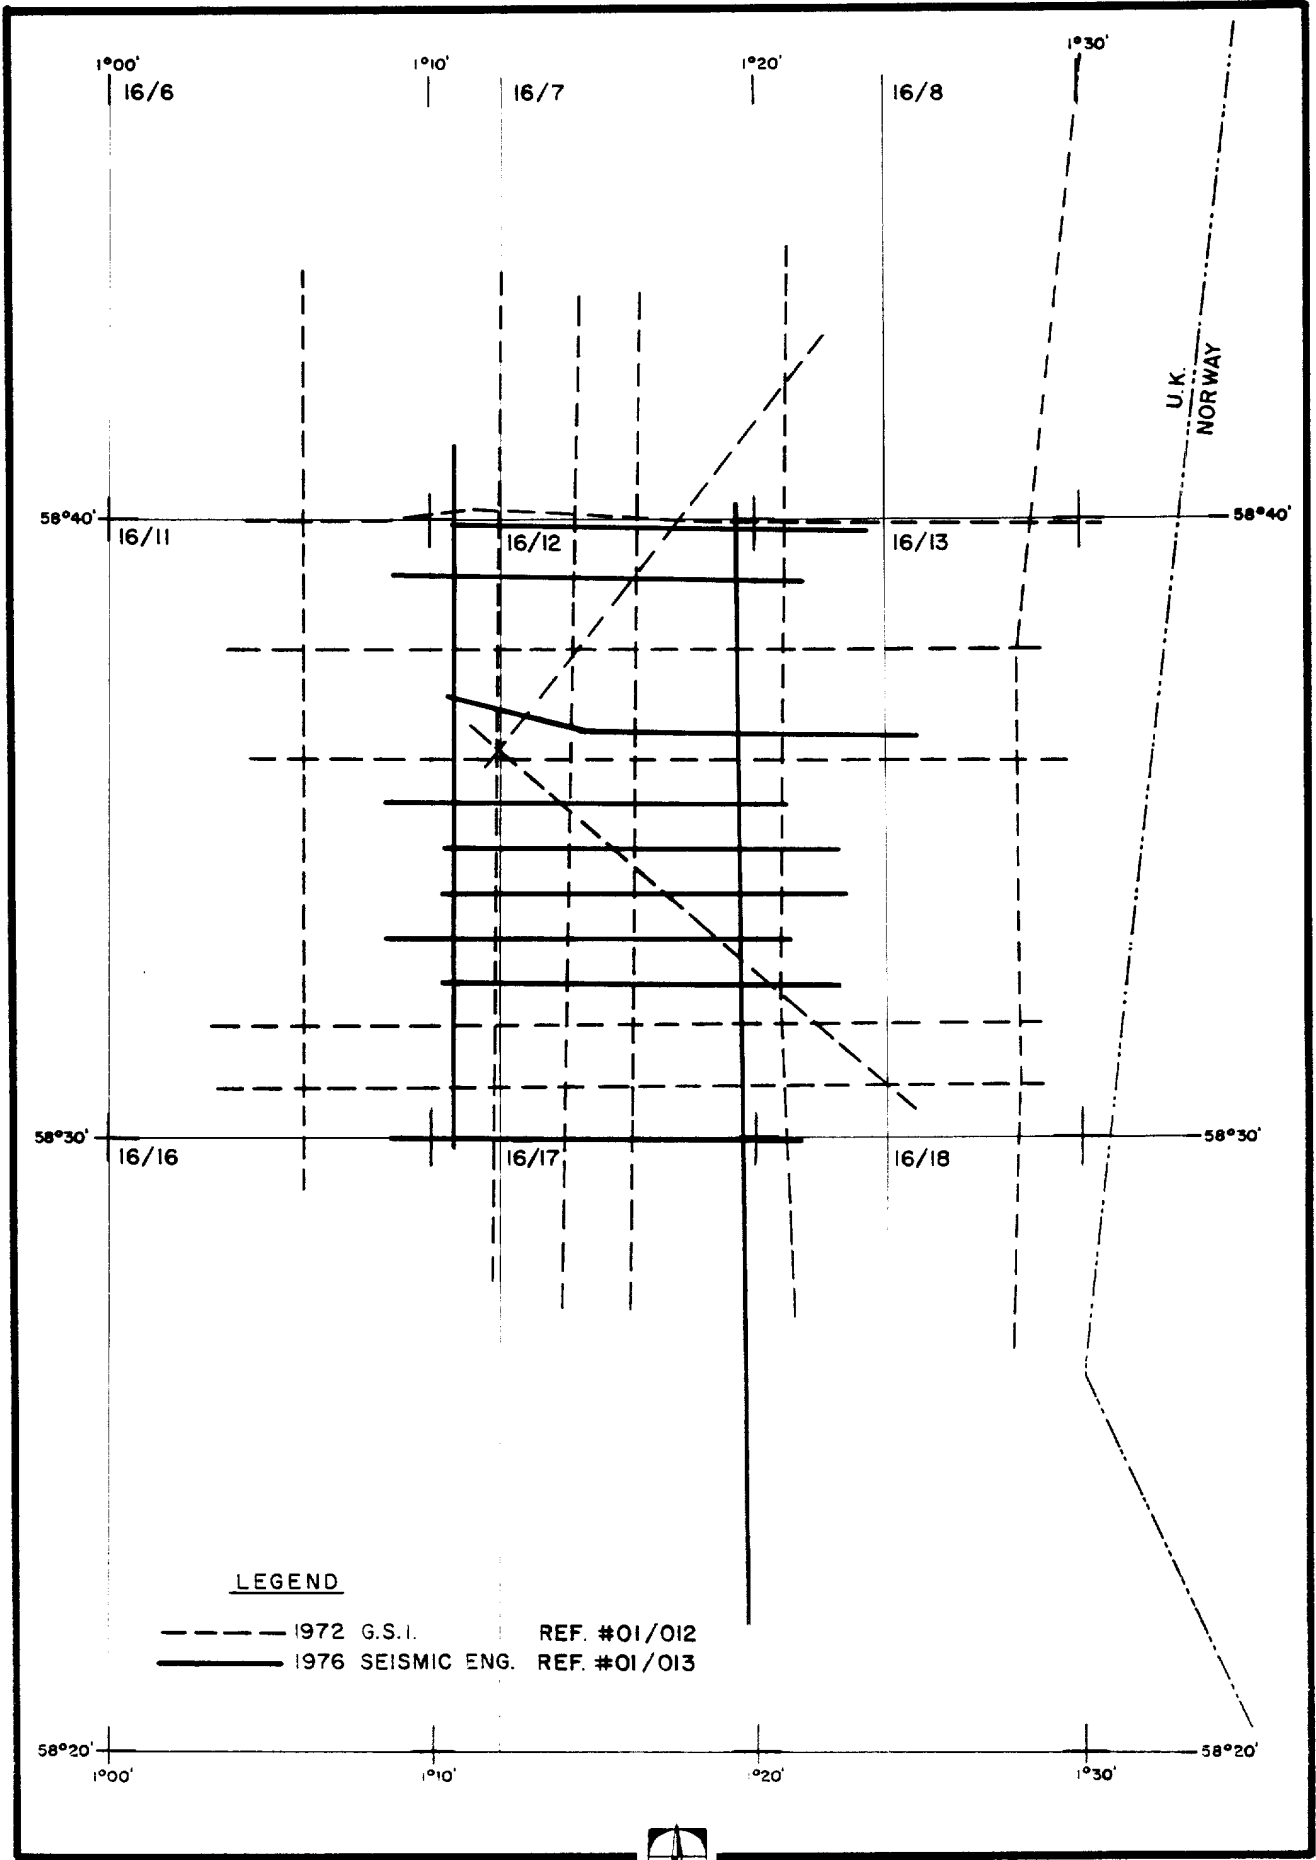 1°00' 1°10' 1°20' 1°30'
16/6 16/7 16/8
U.K.
NORWAY
58°40' 58°40'
16/11 16/12 16/13
58°30' 58°30'
16/16 16/17 16/18
LEGEND
1972 G.S.I. REF. #01/012
1976 SEISMIC ENG. REF. #01/013
58°20' 58°20'
1°00' 1°10' 1°20' 1°30'